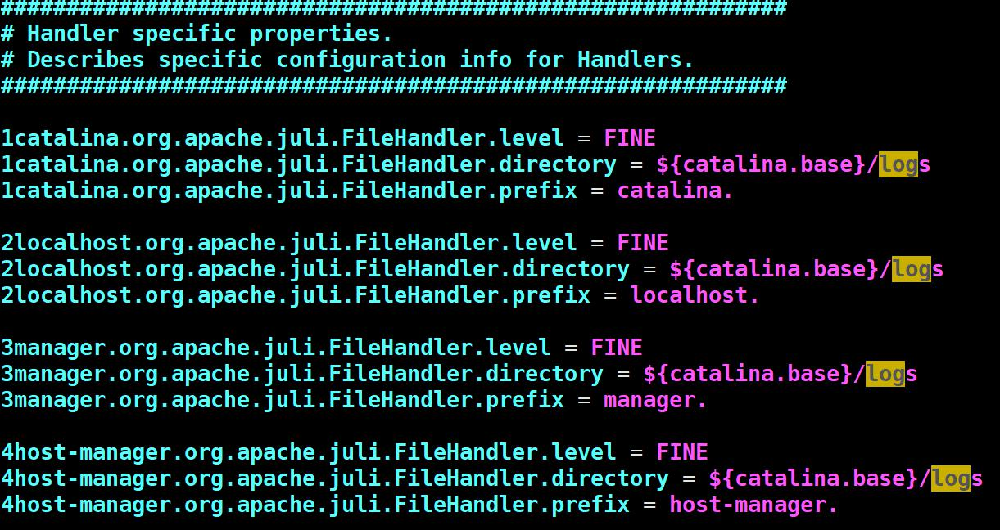 ############################################################
# Handler specific properties.
# Describes specific configuration info for Handlers.
############################################################
1catalina.org.apache.juli.FileHandler.level = FINE
1catalina.org.apache.juli.FileHandler.directory = ${catalina.base}/logs
1catalina.org.apache.juli.FileHandler.prefix = catalina.
2localhost.org.apache.juli.FileHandler.level = FINE
2localhost.org.apache.juli.FileHandler.directory = ${catalina.base}/logs
2localhost.org.apache.juli.FileHandler.prefix = localhost.
3manager.org.apache.juli.FileHandler.level = FINE
3manager.org.apache.juli.FileHandler.directory = ${catalina.base}/logs
3manager.org.apache.juli.FileHandler.prefix = manager.
4host-manager.org.apache.juli.FileHandler.level = FINE
4host-manager.org.apache.juli.FileHandler.directory = ${catalina.base}/logs
4host-manager.org.apache.juli.FileHandler.prefix = host-manager.